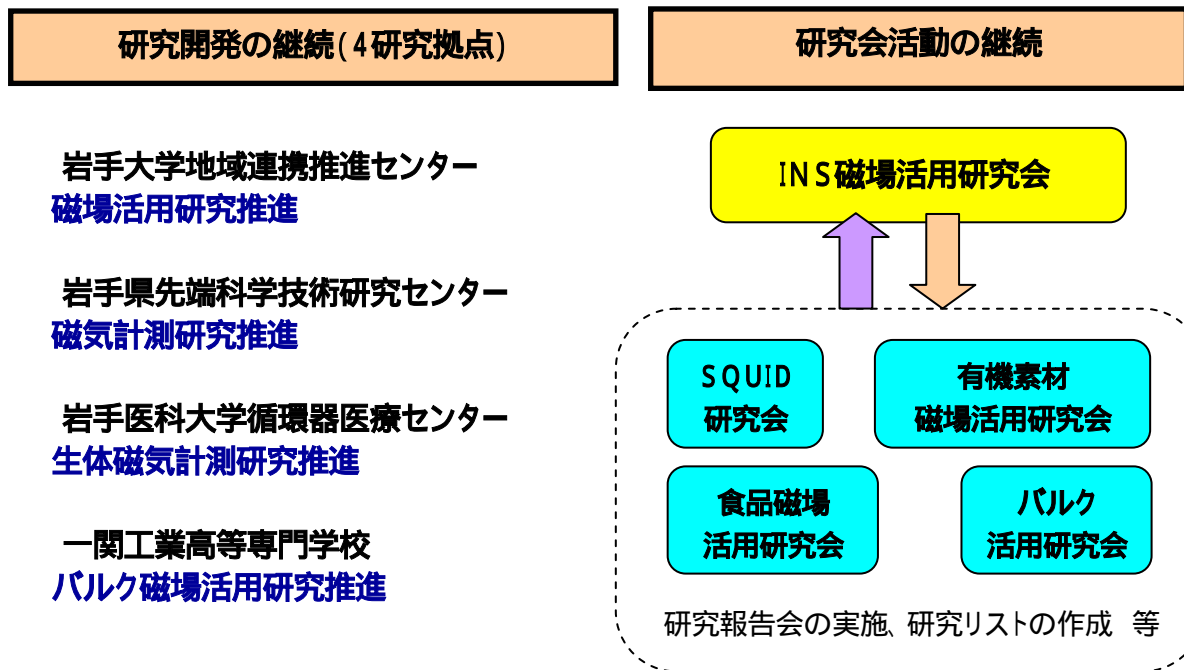 研究開発の継続(4研究拠点)
岩手大学地域連携推進センター
磁場活用研究推進
岩手県先端科学技術研究センター
磁気計測研究推進
岩手医科大学循環器医療センター
生体磁気計測研究推進
一関工業高等専門学校
バルク磁場活用研究推進
研究会活動の継続
INS磁場活用研究会
SQUID
研究会
有機素材
磁場活用研究会
食品磁場
活用研究会
バルク
活用研究会
研究報告会の実施、研究リストの作成 等